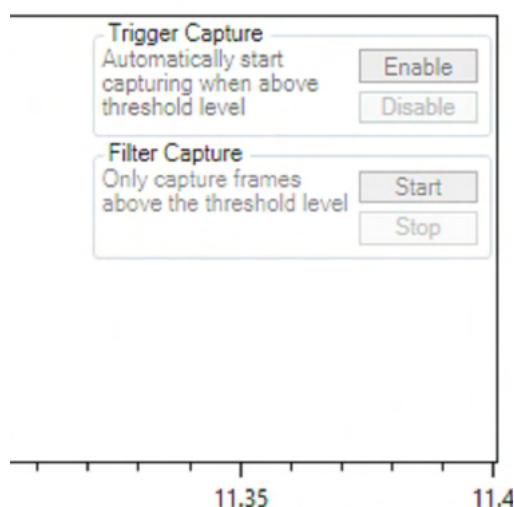 Trigger Capture
Automatically start
capturing when above
threshold level
Enable
Disable
Filter Capture
Only capture frames
above the threshold level
Start
Stop
11.35
11.4